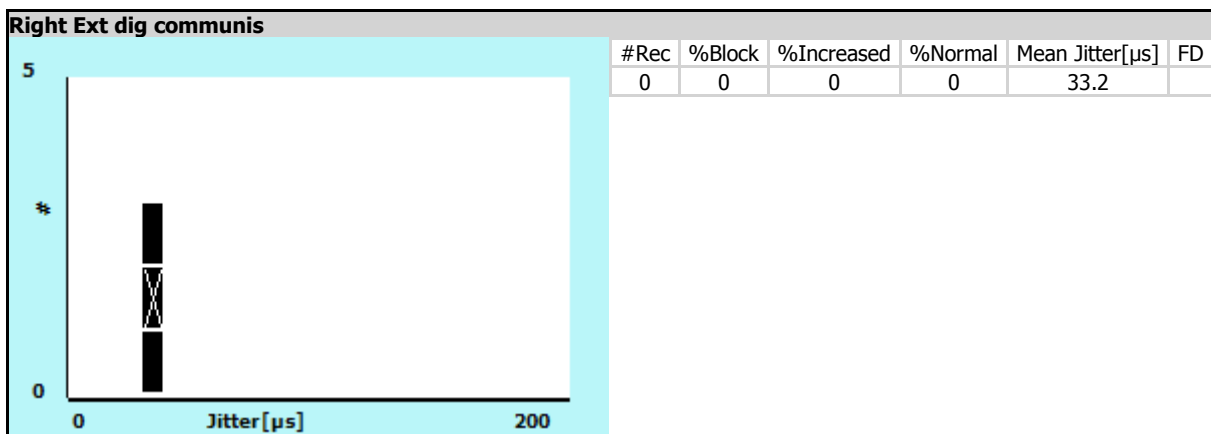 Right Ext dig communis
#Rec %Block %Increased %Normal Mean Jitter[µs] FD
0 0 0 0 33.2
5
#
0
0 Jitter[µs] 200